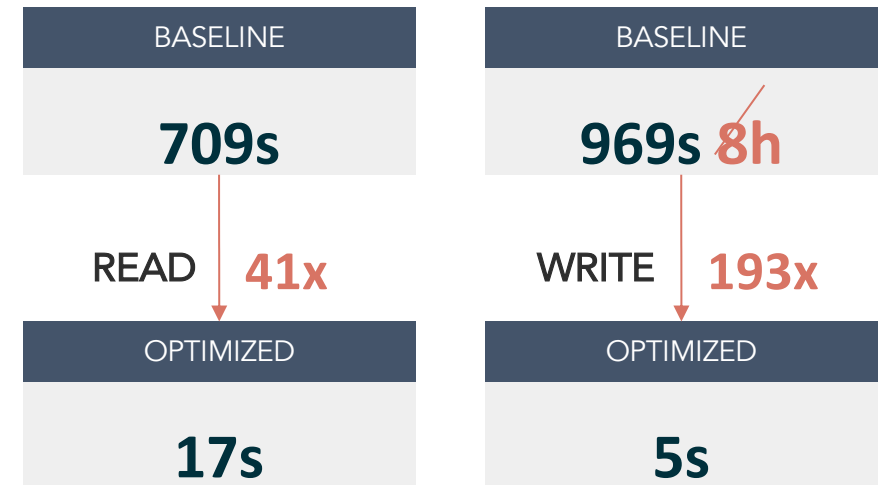 BASELINE
709s
READ 41x
OPTIMIZED
17s
BASELINE
969s 8h
WRITE 193x
OPTIMIZED
5s